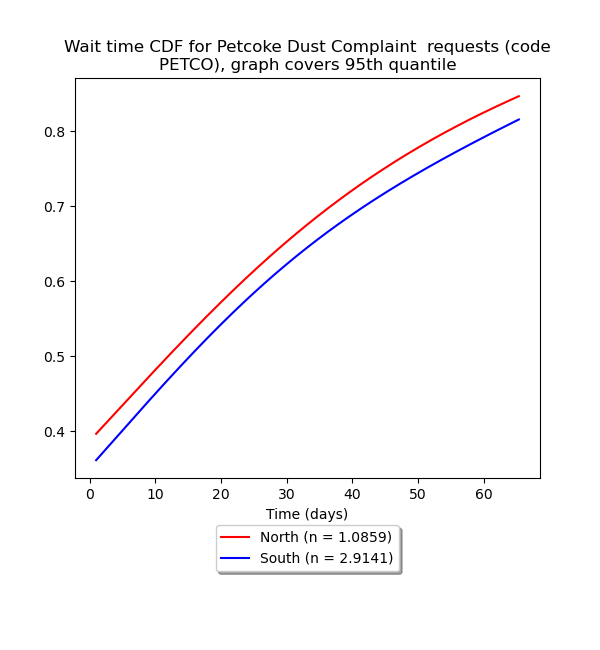 Wait time CDF for Petcoke Dust Complaint  requests (code
PETCO), graph covers 95th quantile
0.8
0.7
0.6
0.5
0.4
0 10 20 30 40 50 60
Time (days)
North (n = 1.0859)
South (n = 2.9141)